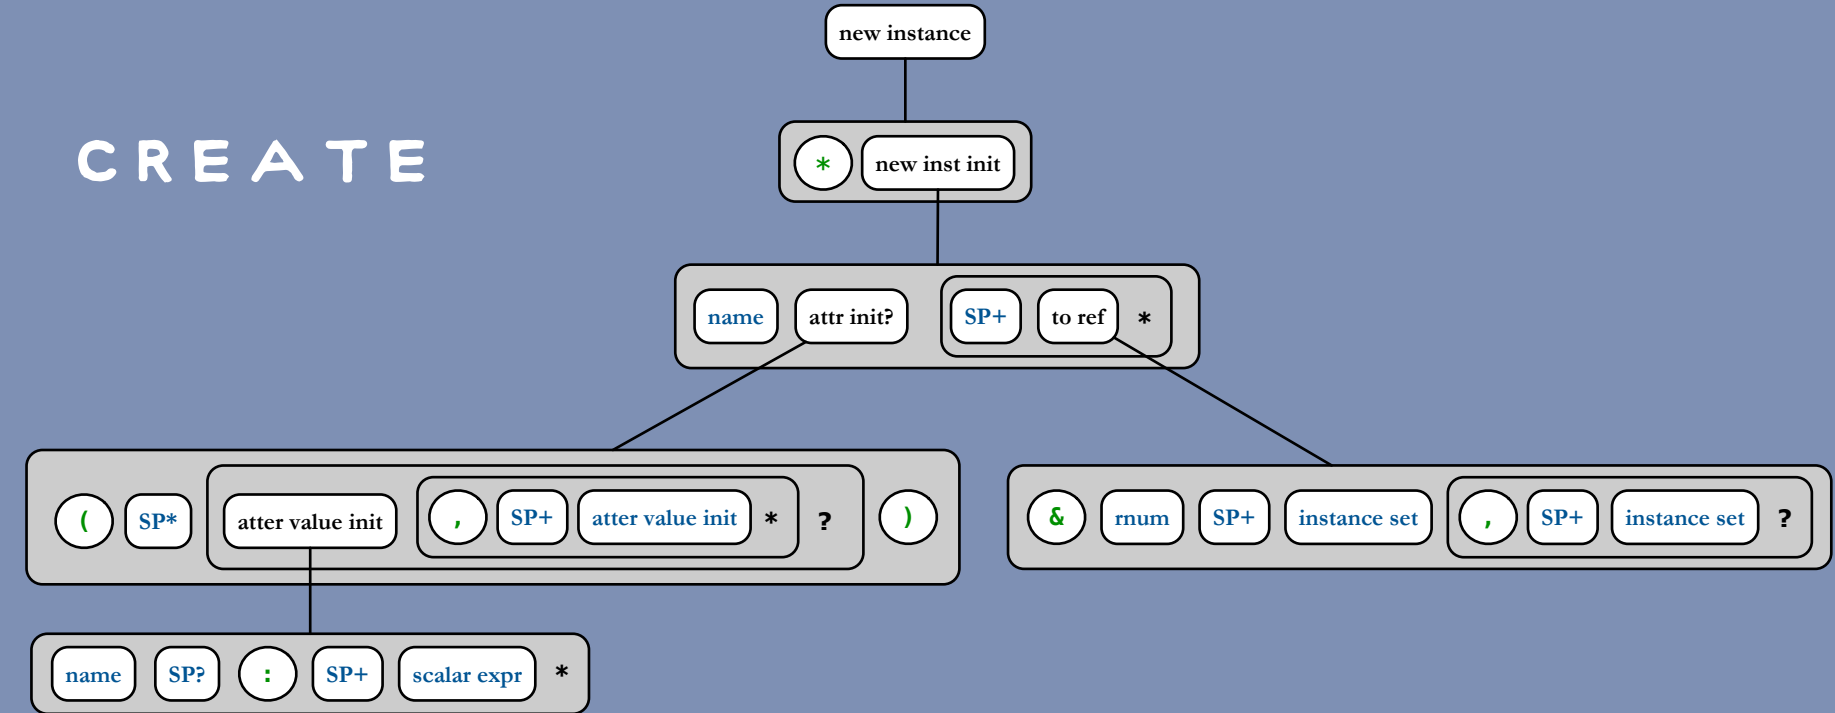 new instance
CREATE
* new inst init
name attr init? SP+ to ref *
( SP* atter value init , SP+ atter value init * ? )
& rnum SP+ instance set , SP+ instance set ?
name SP? : SP+ scalar expr *